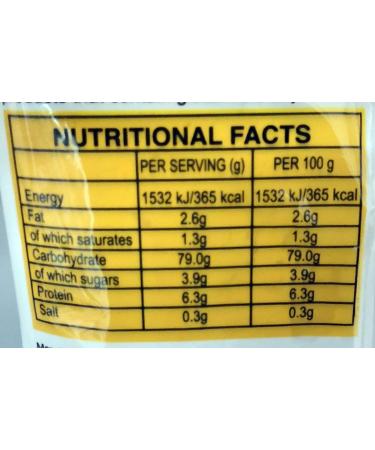 NUTRITIONAL FACTS
PER SERVING (g) PER 100 g
Energy 1532 kJ/365 kcal 1532 kJ/365 kcal
Fat 2.6g 2.6g
of which saturates 1.3g 1.3g
Carbohydrate 79.0g 79.0g
of which sugars 3.9g 3.9g
Protein 6.3g 6.3g
Salt 0.3g 0.3g